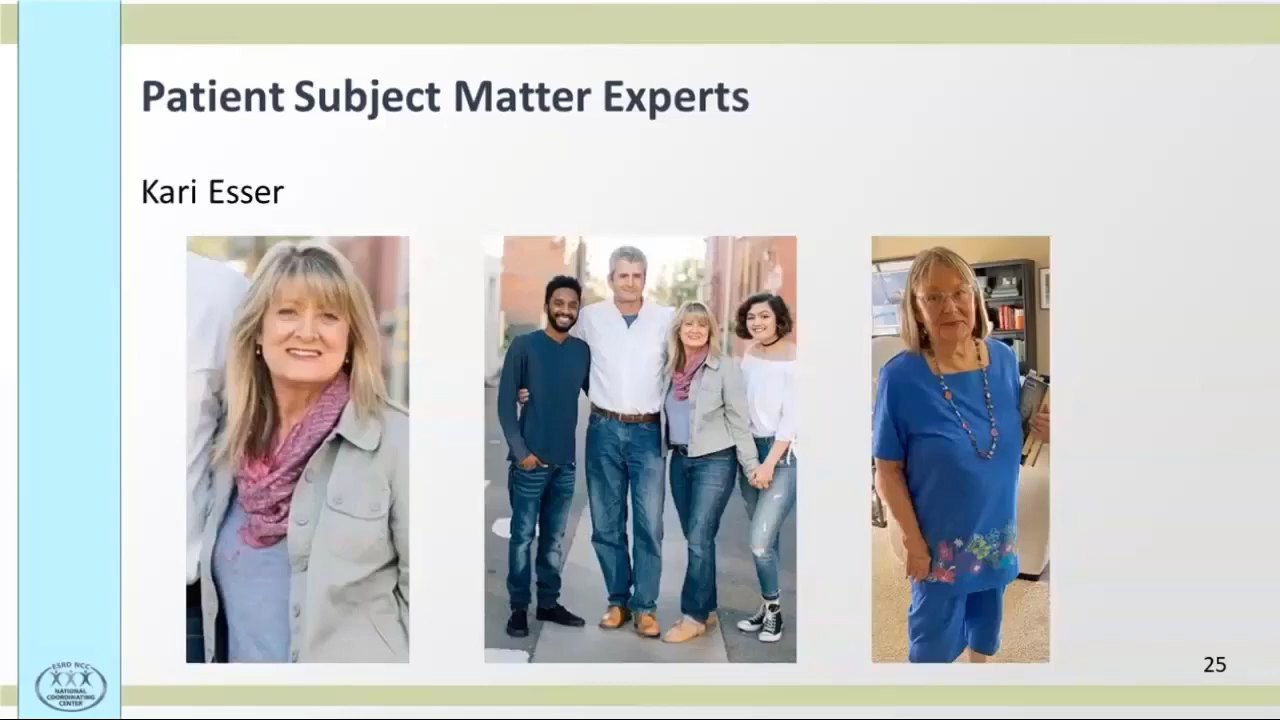 Patient Subject Matter Experts
Kari Esser
25
ESRD NCC
NATIONAL
COORDINATING
CENTER